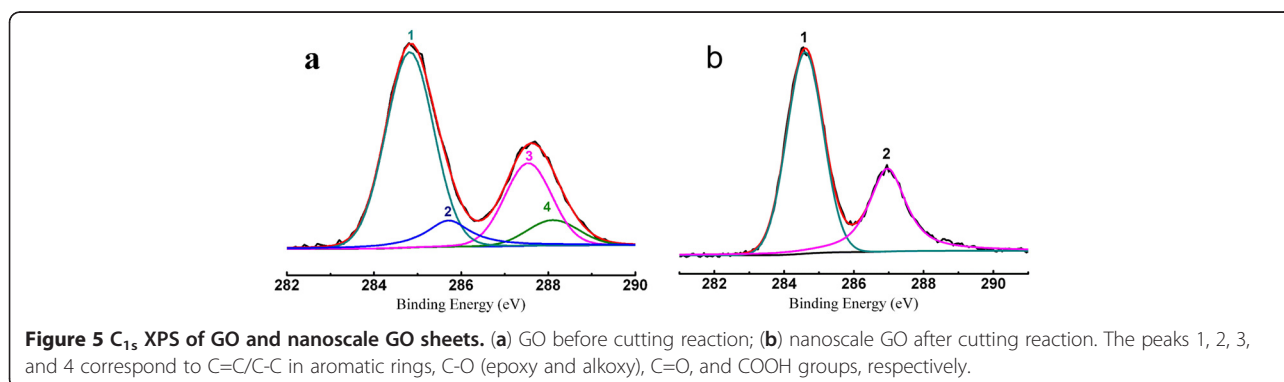 a
1
2
3
4
282 284 286 288 290
Binding Energy (eV)
b
1
2
282 284 286 288 290
Binding Energy (eV)
Figure 5 C1s XPS of GO and nanoscale GO sheets. (a) GO before cutting reaction; (b) nanoscale GO after cutting reaction. The peaks 1, 2, 3,
and 4 correspond to C=C/C-C in aromatic rings, C-O (epoxy and alkoxy), C=O, and COOH groups, respectively.